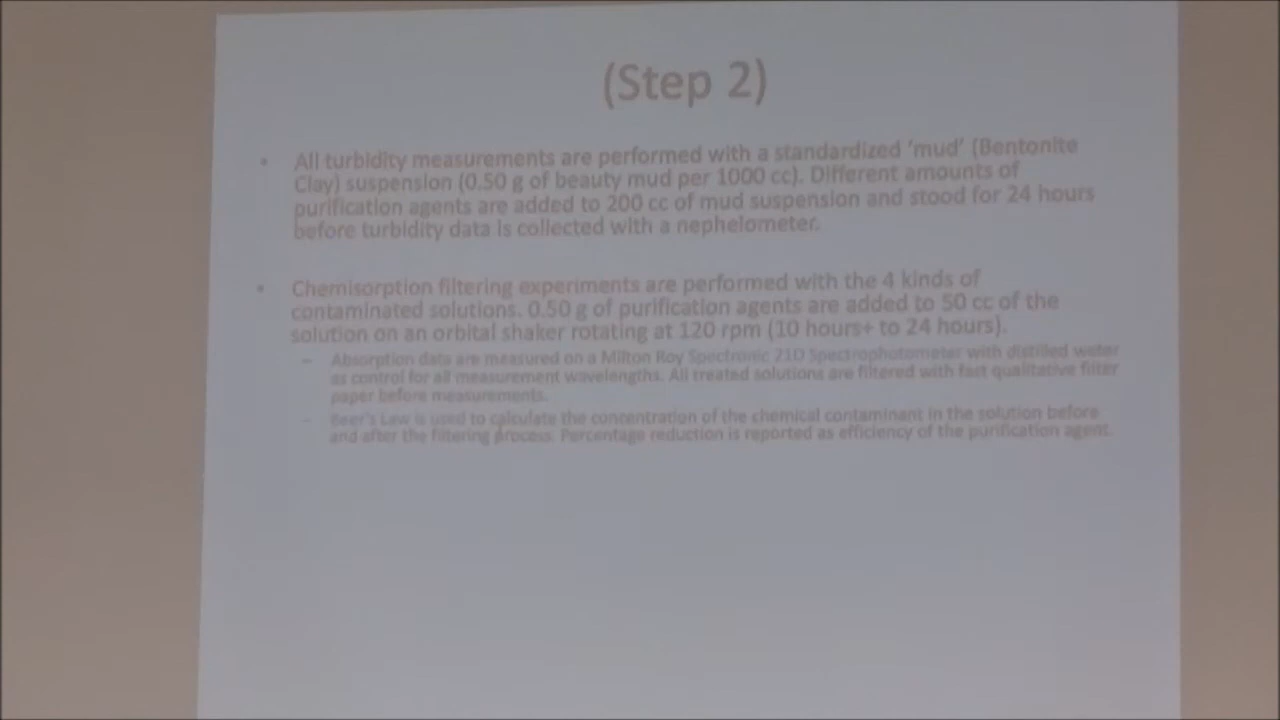 (Step 2)
• All turbidity measurements are performed with a standardized 'mud' (Bentonite
Clay) suspension (0.50 g of beauty mud per 1000 cc). Different amounts of
purification agents are added to 200 cc of mud suspension and stood for 24 hours
before turbidity data is collected with a nephelometer.
• Chemisorption filtering experiments are performed with the 4 kinds of
contaminated solutions. 0.50 g of purification agents are added to 50 cc of the
solution on an orbital shaker rotating at 120 rpm (10 hours+ to 24 hours).
– Absorption data are measured on a Milton Roy Spectronic 21D Spectrophotometer with distilled water
as control for all measurement wavelengths. All treated solutions are filtered with fast qualitative filter
paper before measurements.
– Beer's Law is used to calculate the concentration of the chemical contaminant in the solution before
and after the filtering process. Percentage reduction is reported as efficiency of the purification agent.